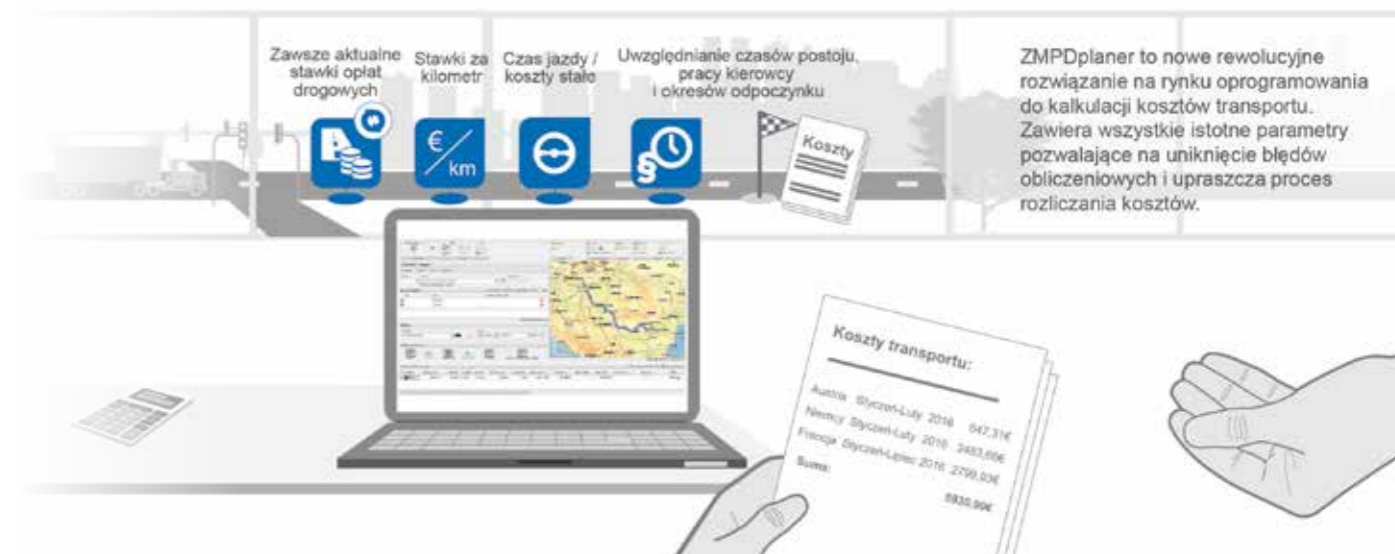 Zawsze aktualne
stawki opłat
drogowych
Stawki za
kilometr
Czas jazdy /
koszty stałe
Uwzględnianie czasów postoju,
pracy kierowcy
i okresów odpoczynku
€/km
§
Koszty
ZMPDplaner to nowe rewolucyjne
rozwiązanie na rynku oprogramowania
do kalkulacji kosztów transportu.
Zawiera wszystkie istotne parametry
pozwalające na uniknięcie błędów
obliczeniowych i upraszcza proces
rozliczania kosztów.
Koszty transportu:
Austria Styczeń-Luty 2016 647,31€
Niemcy Styczeń-Luty 2016 2483,66€
Francja Styczeń-Lipiec 2016 2799,93€
Suma:
5930,90€